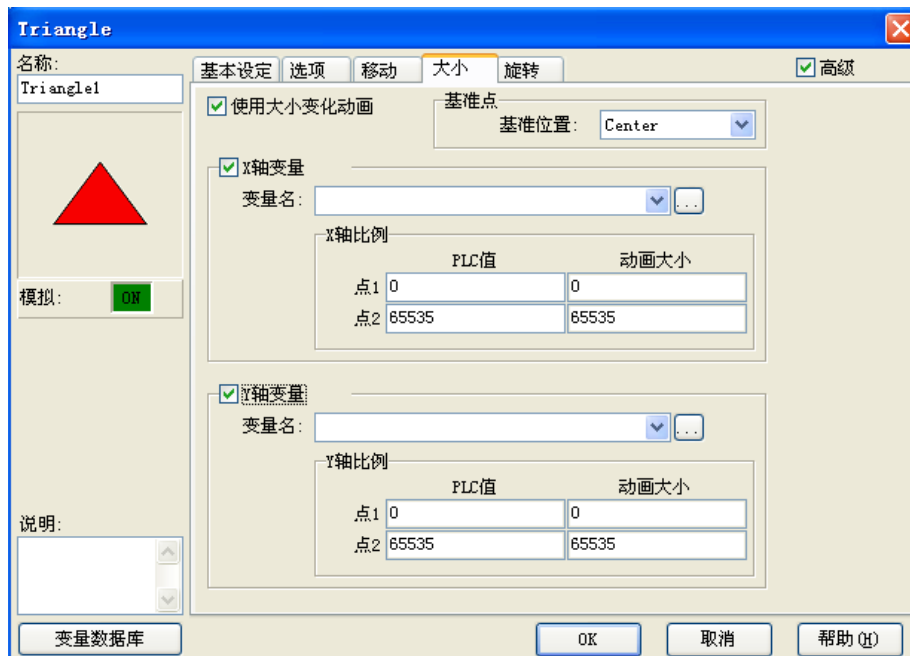 Triangle
名称:
Triangle1
基本设定 选项 移动 大小 旋转
高级
使用大小变化动画
基准点
基准位置: Center
X轴变量
变量名: ...
X轴比例
PLC值 动画大小
点1 0 0
点2 65535 65535
模拟: ON
Y轴变量
变量名: ...
Y轴比例
PLC值 动画大小
点1 0 0
点2 65535 65535
说明:
变量数据库 OK 取消 帮助(H)